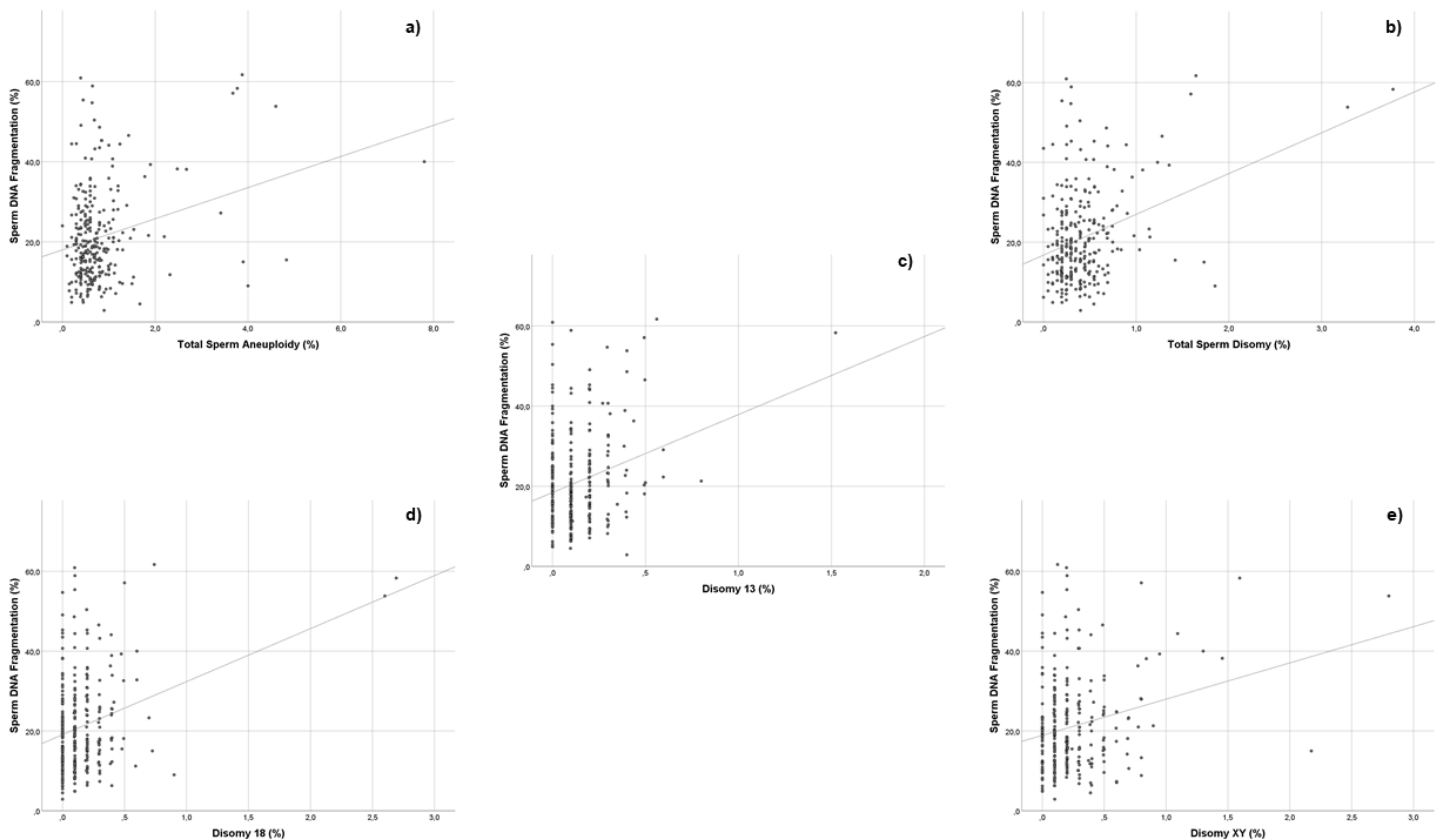 a)
Sperm DNA Fragmentation (%)
60,0
40,0
20,0
,0
,0 2,0 4,0 6,0 8,0
Total Sperm Aneuploidy (%)
b)
Sperm DNA Fragmentation (%)
60,0
40,0
20,0
,0
,0 1,0 2,0 3,0 4,0
Total Sperm Disomy (%)
c)
Sperm DNA Fragmentation (%)
60,0
40,0
20,0
,0
,0 ,5 1,0 1,5 2,0
Disomy 13 (%)
d)
Sperm DNA Fragmentation (%)
60,0
40,0
20,0
,0
,0 ,5 1,0 1,5 2,0 2,5 3,0
Disomy 18 (%)
e)
Sperm DNA Fragmentation (%)
60,0
40,0
20,0
,0
,0 ,5 1,0 1,5 2,0 2,5 3,0
Disomy XY (%)